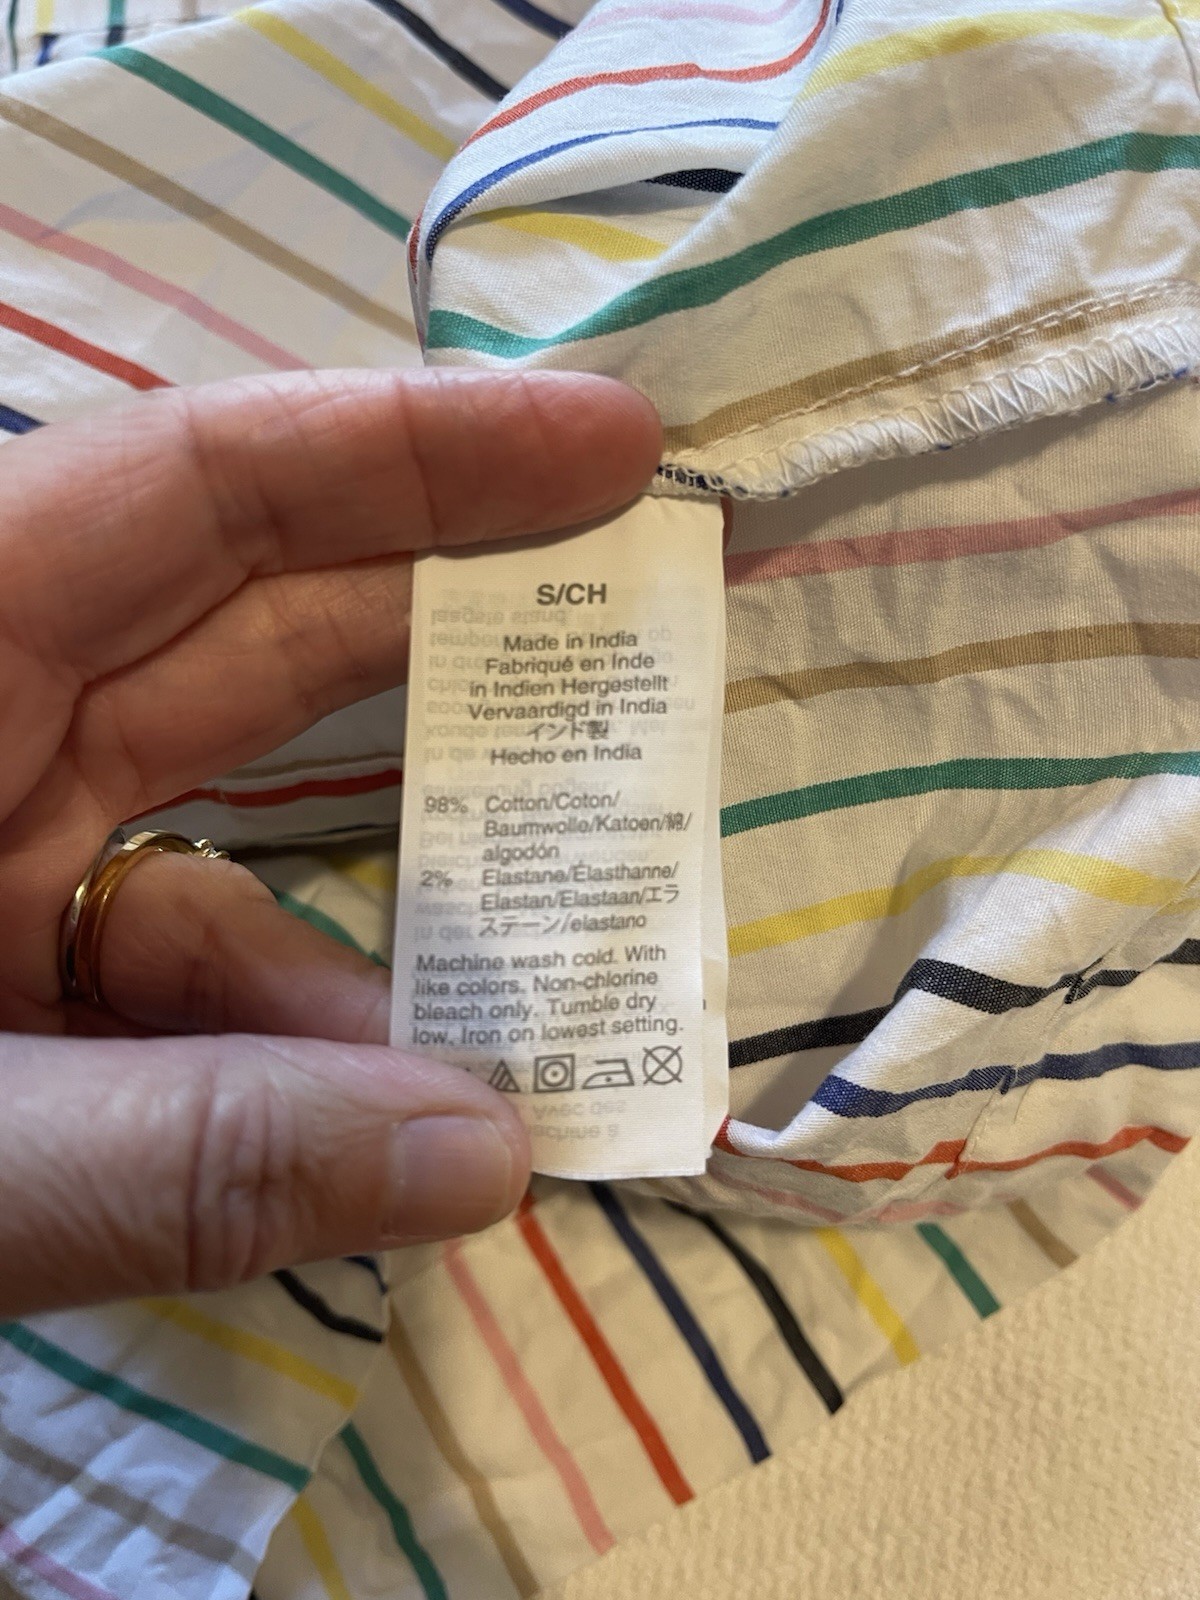 S/CH
Made in India
Fabriqué en Inde
in Indien Hergestellt
Vervaardigd in India
インド製
Hecho en India
98% Cotton/Coton/
Baumwolle/Katoen/綿/
algodón
2% Elastane/Élasthanne/
Elastan/Elastaan/エラ
ステーン/elastano
Machine wash cold. With
like colors. Non-chlorine
bleach only. Tumble dry
low. Iron on lowest setting.